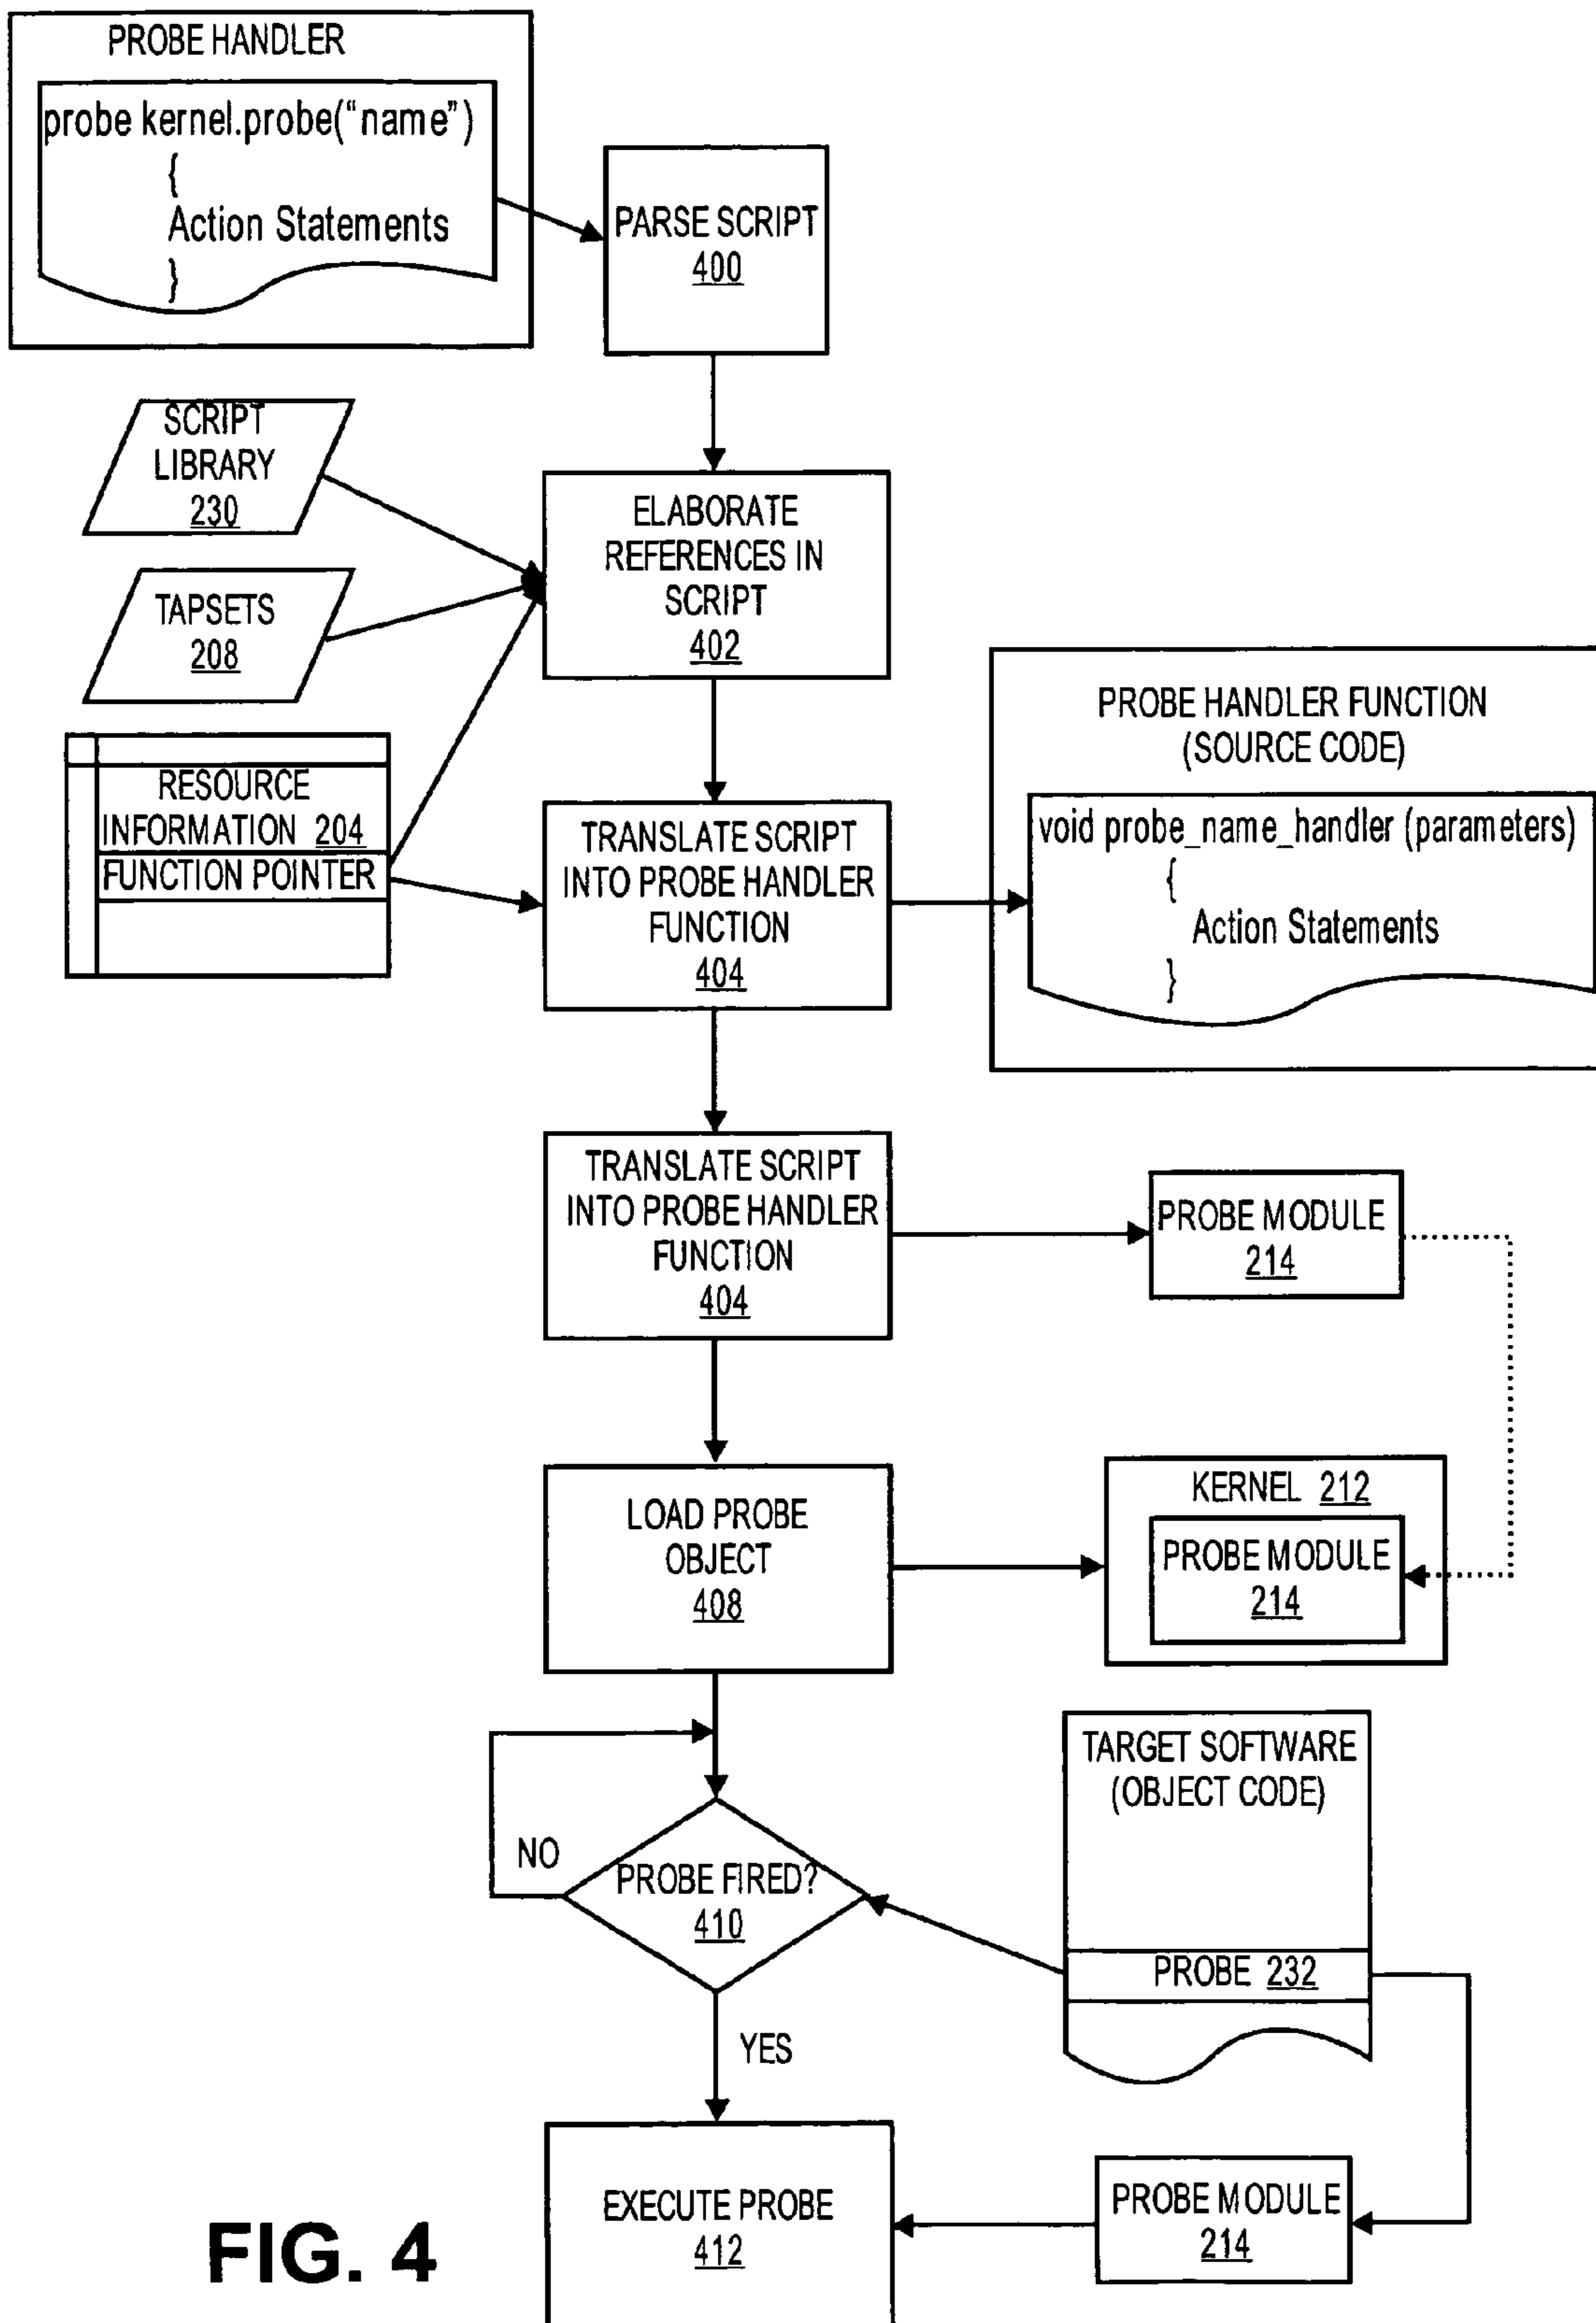 PROBE HANDLER
probe kernel.probe("name")
{
Action Statements
}
PARSE SCRIPT
400
SCRIPT
LIBRARY
230
TAPSETS
208
RESOURCE
INFORMATION 204
FUNCTION POINTER
ELABORATE
REFERENCES IN
SCRIPT
402
TRANSLATE SCRIPT
INTO PROBE HANDLER
FUNCTION
404
PROBE HANDLER FUNCTION
(SOURCE CODE)
void probe_name_handler (parameters)
{
Action Statements
}
TRANSLATE SCRIPT
INTO PROBE HANDLER
FUNCTION
404
PROBE MODULE
214
LOAD PROBE
OBJECT
408
KERNEL 212
PROBE MODULE
214
NO
PROBE FIRED?
410
YES
TARGET SOFTWARE
(OBJECT CODE)
PROBE 232
EXECUTE PROBE
412
PROBE MODULE
214
FIG. 4